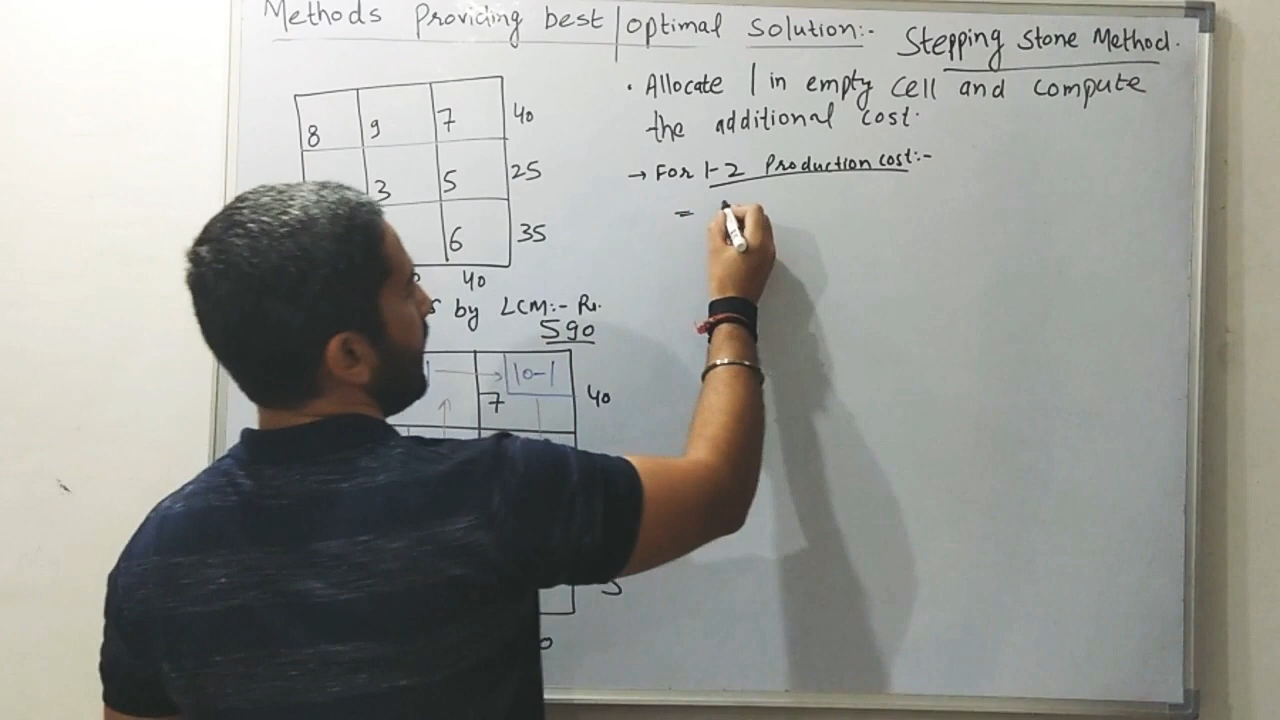 Methods Providing best | optimal solution:- Stepping Stone Method.
8 9 7 40
3 5 25
6 35
40
by LCM:- Rs.
590
10-1
7 40
• Allocate 1 in empty cell and compute
the additional cost.
→ For 1-2 Production cost:-
=